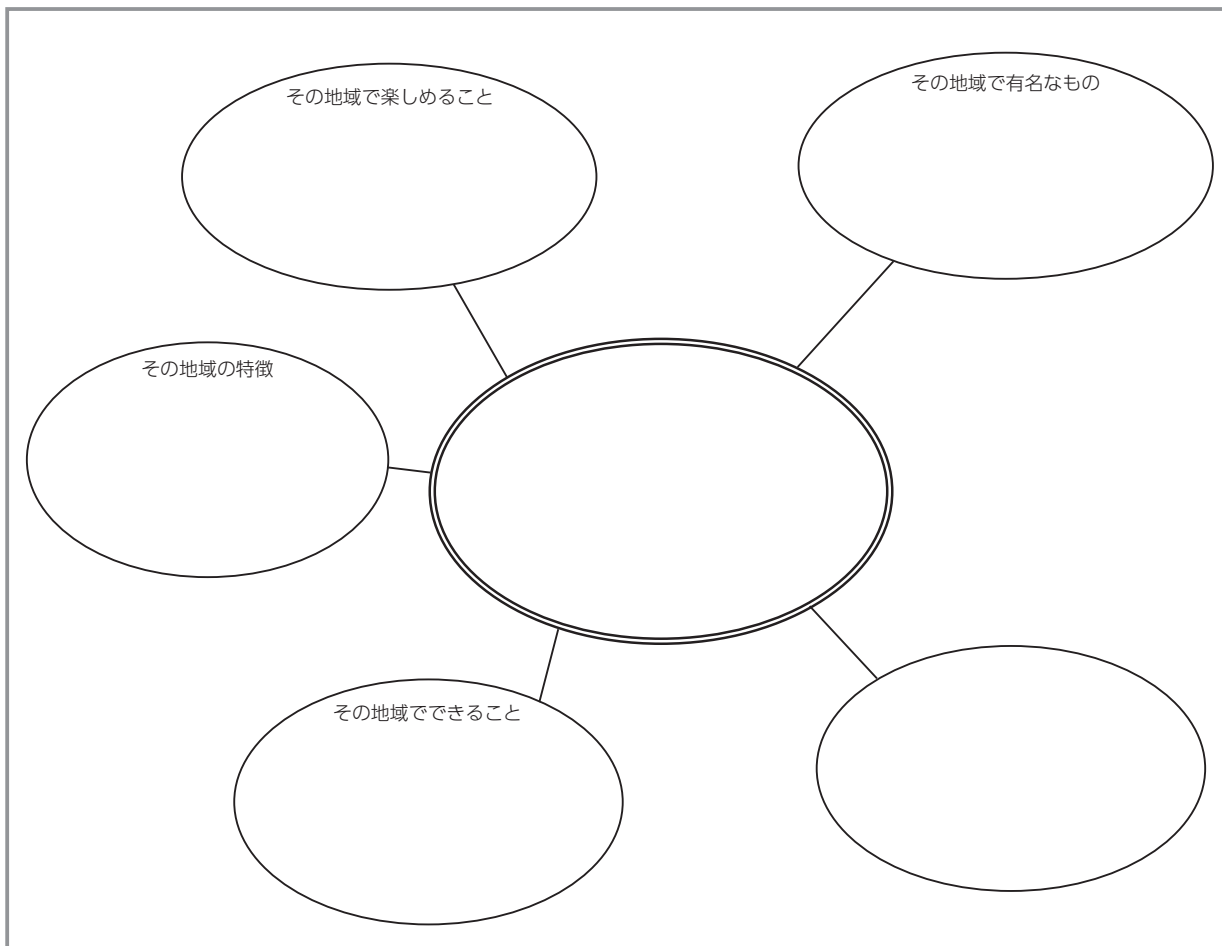 その地域で楽しめること
その地域で有名なもの
その地域の特徴
その地域でできること